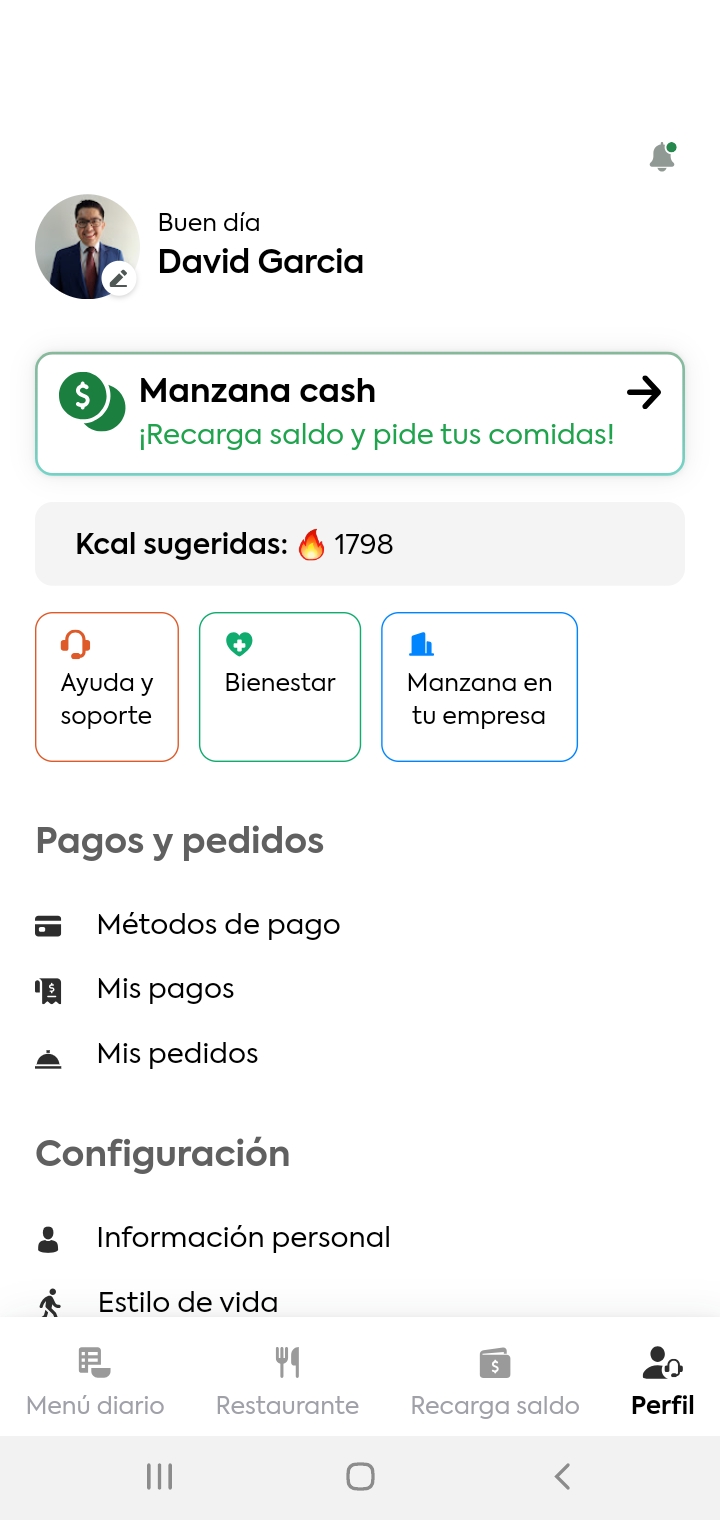 Buen día
David Garcia
Manzana cash
¡Recarga saldo y pide tus comidas!
Kcal sugeridas: 🔥 1798
Ayuda y
soporte
Bienestar
Manzana en
tu empresa
Pagos y pedidos
Métodos de pago
Mis pagos
Mis pedidos
Configuración
Información personal
Estilo de vida
Menú diario
Restaurante
Recarga saldo
Perfil